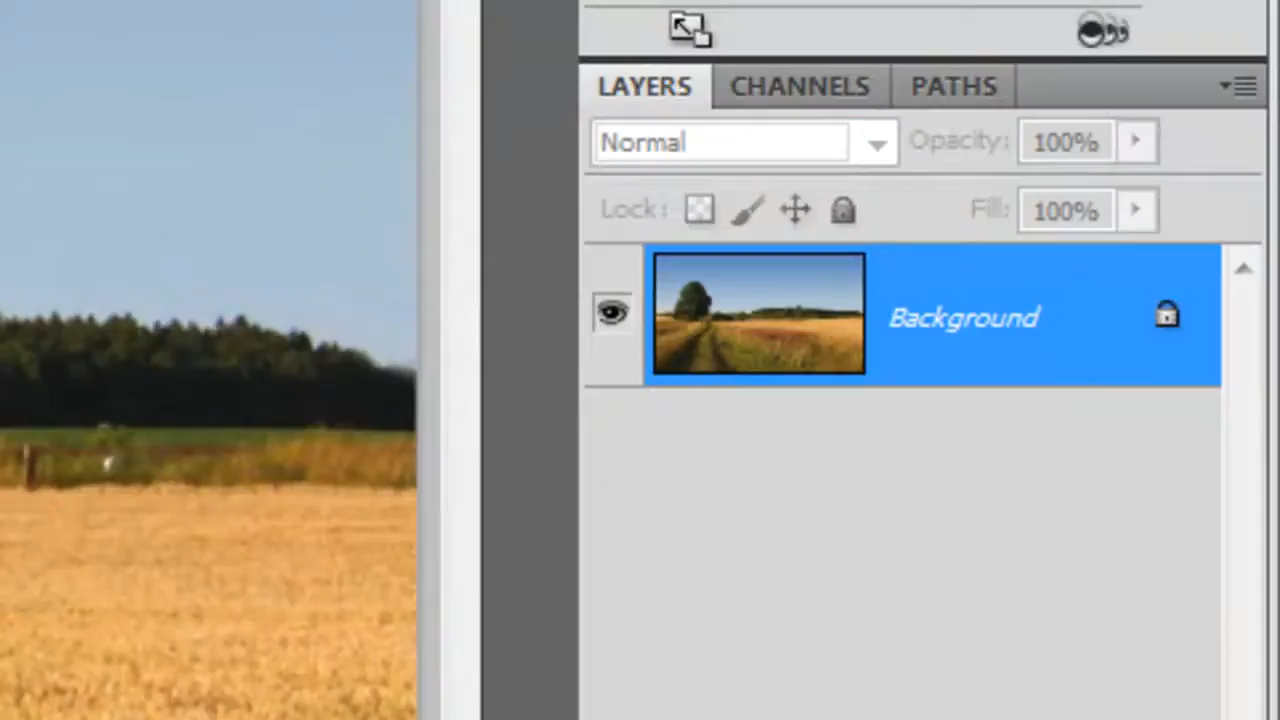 LAYERS CHANNELS PATHS
Normal Opacity: 100%
Lock: Fill: 100%
Background